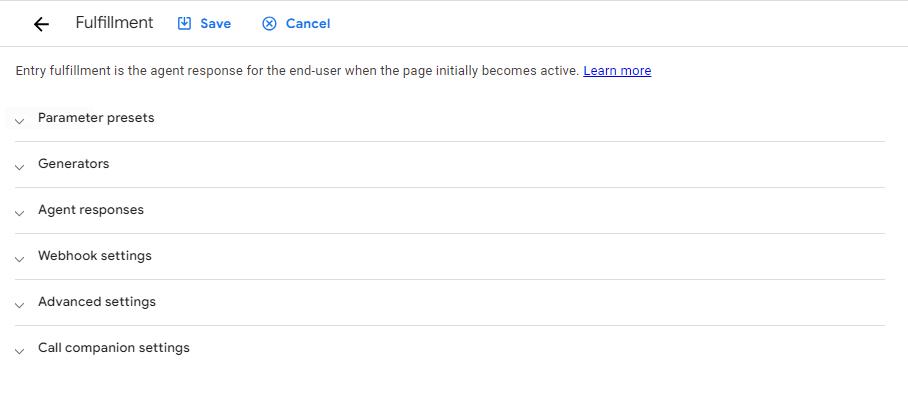 Fulfillment Save Cancel
Entry fulfillment is the agent response for the end-user when the page initially becomes active. Learn more
Parameter presets
Generators
Agent responses
Webhook settings
Advanced settings
Call companion settings